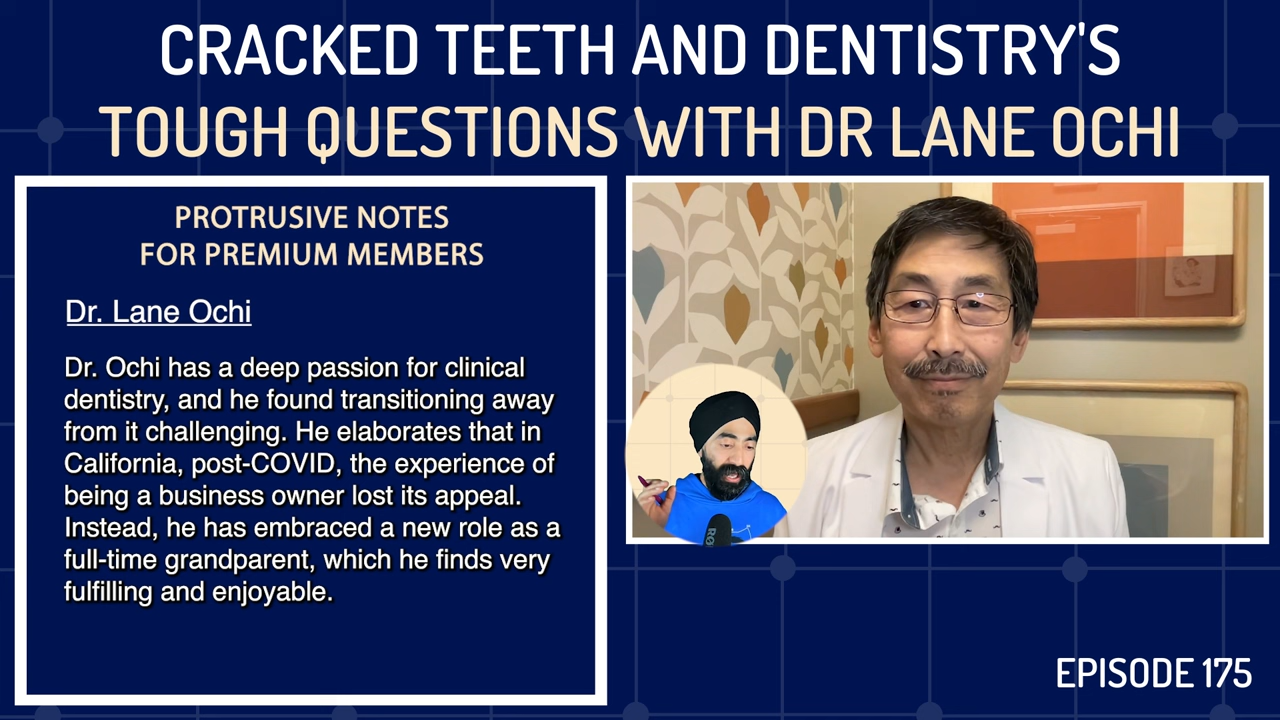 CRACKED TEETH AND DENTISTRY'S
TOUGH QUESTIONS WITH DR LANE OCHI
PROTRUSIVE NOTES
FOR PREMIUM MEMBERS
Dr. Lane Ochi
Dr. Ochi has a deep passion for clinical
dentistry, and he found transitioning away
from it challenging. He elaborates that in
California, post-COVID, the experience of
being a business owner lost its appeal.
Instead, he has embraced a new role as a
full-time grandparent, which he finds very
fulfilling and enjoyable.
EPISODE 175